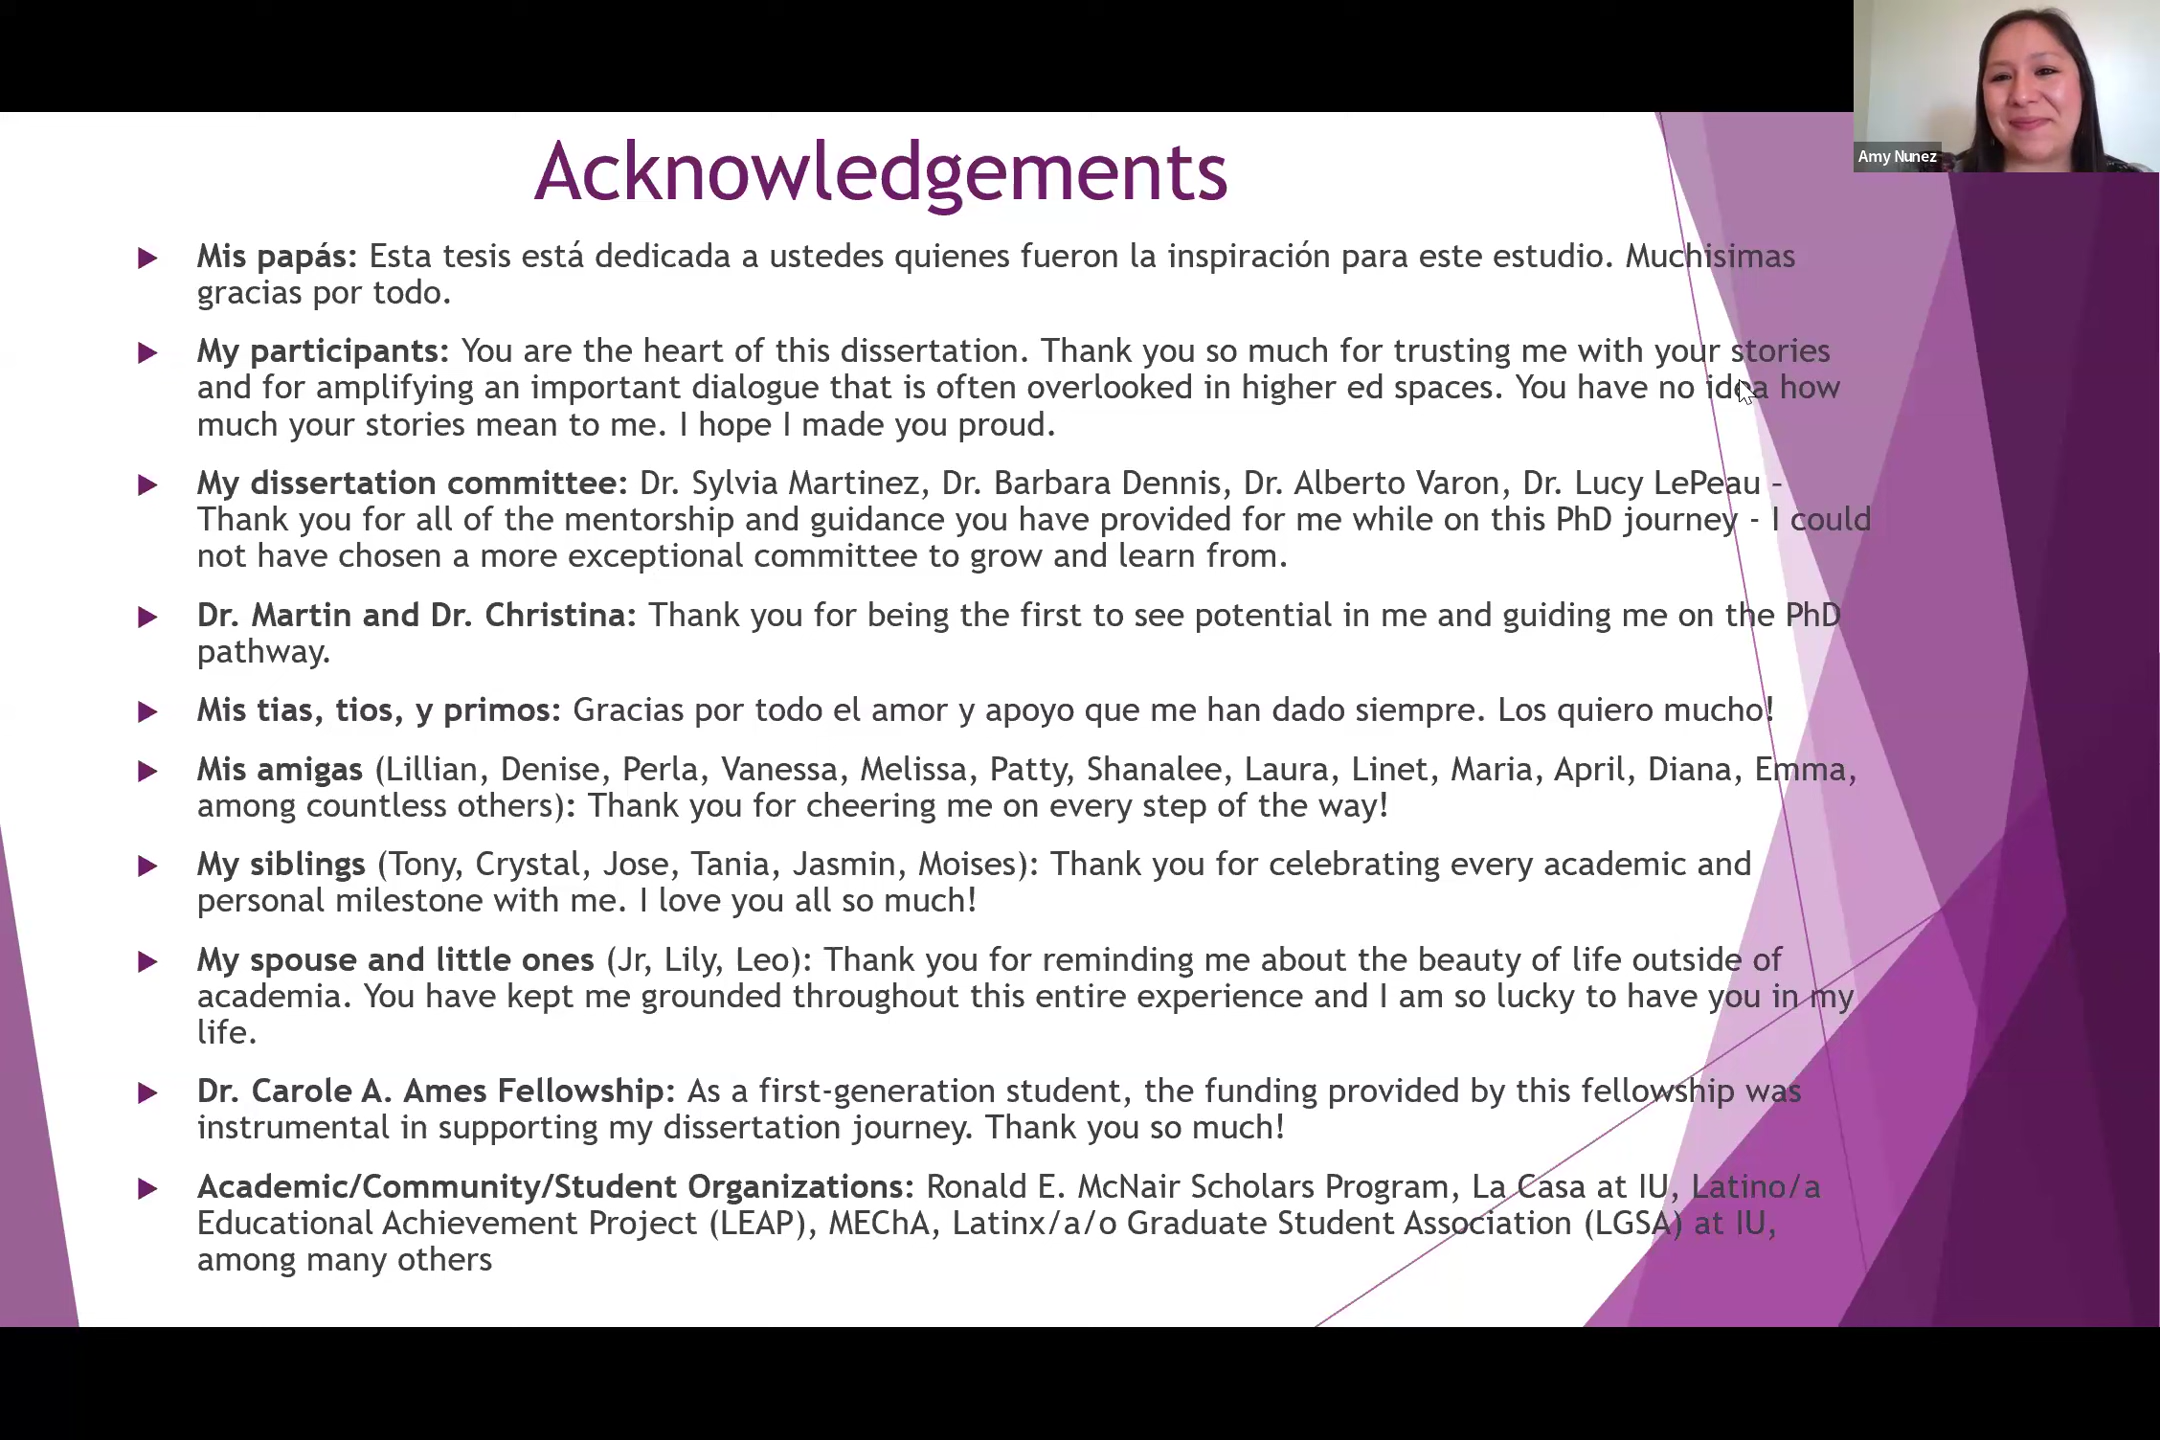 Amy Nunez
Acknowledgements
Mis papás: Esta tesis está dedicada a ustedes quienes fueron la inspiración para este estudio. Muchisimas
gracias por todo.
My participants: You are the heart of this dissertation. Thank you so much for trusting me with your stories
and for amplifying an important dialogue that is often overlooked in higher ed spaces. You have no idea how
much your stories mean to me. I hope I made you proud.
My dissertation committee: Dr. Sylvia Martinez, Dr. Barbara Dennis, Dr. Alberto Varon, Dr. Lucy LePeau –
Thank you for all of the mentorship and guidance you have provided for me while on this PhD journey - I could
not have chosen a more exceptional committee to grow and learn from.
Dr. Martin and Dr. Christina: Thank you for being the first to see potential in me and guiding me on the PhD
pathway.
Mis tias, tios, y primos: Gracias por todo el amor y apoyo que me han dado siempre. Los quiero mucho!
Mis amigas (Lillian, Denise, Perla, Vanessa, Melissa, Patty, Shanalee, Laura, Linet, Maria, April, Diana, Emma,
among countless others): Thank you for cheering me on every step of the way!
My siblings (Tony, Crystal, Jose, Tania, Jasmin, Moises): Thank you for celebrating every academic and
personal milestone with me. I love you all so much!
My spouse and little ones (Jr, Lily, Leo): Thank you for reminding me about the beauty of life outside of
academia. You have kept me grounded throughout this entire experience and I am so lucky to have you in my
life.
Dr. Carole A. Ames Fellowship: As a first-generation student, the funding provided by this fellowship was
instrumental in supporting my dissertation journey. Thank you so much!
Academic/Community/Student Organizations: Ronald E. McNair Scholars Program, La Casa at IU, Latino/a
Educational Achievement Project (LEAP), MEChA, Latinx/a/o Graduate Student Association (LGSA) at IU,
among many others